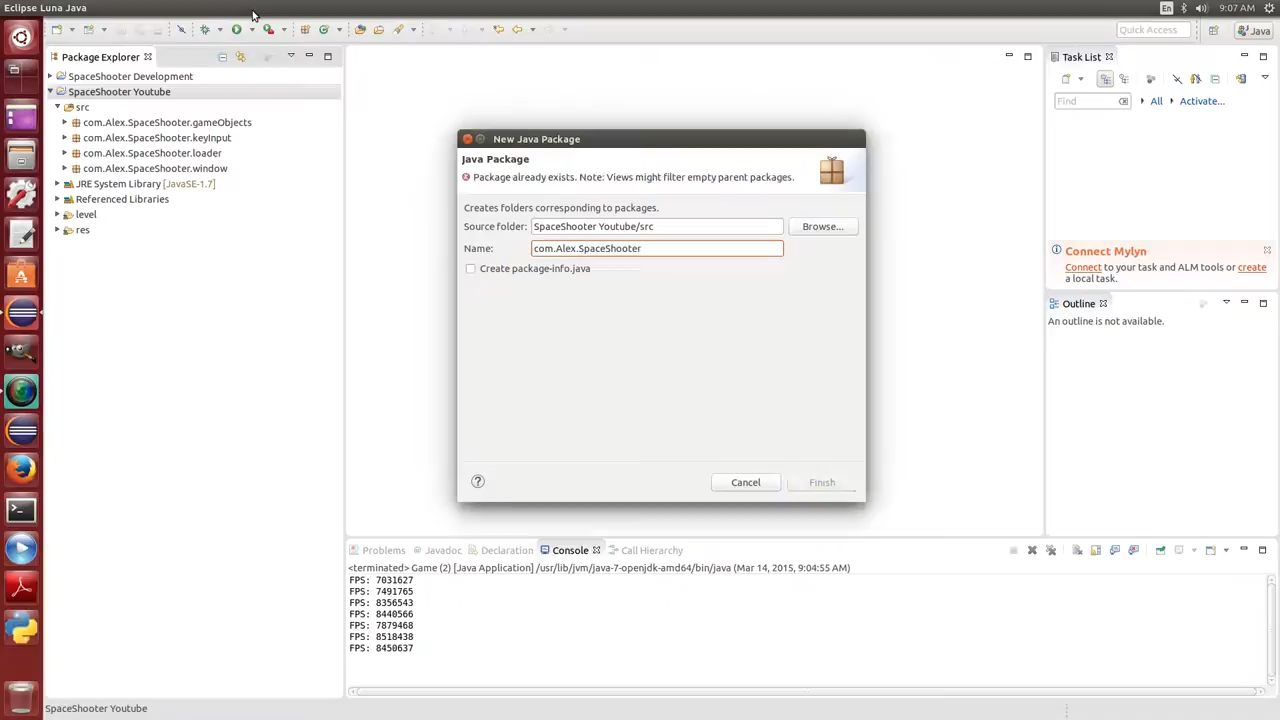 Eclipse Luna Java
En
9:07 AM
Quick Access
Java
Package Explorer
SpaceShooter Development
SpaceShooter Youtube
src
com.Alex.SpaceShooter.gameObjects
com.Alex.SpaceShooter.keyInput
com.Alex.SpaceShooter.loader
com.Alex.SpaceShooter.window
JRE System Library [JavaSE-1.7]
Referenced Libraries
level
res
New Java Package
Java Package
Package already exists. Note: Views might filter empty parent packages.
Creates folders corresponding to packages.
Source folder: SpaceShooter Youtube/src Browse...
Name: com.Alex.SpaceShooter
Create package-info.java
Cancel Finish
Task List
Find All Activate...
Connect Mylyn
Connect to your task and ALM tools or create
a local task.
Outline
An outline is not available.
Problems Javadoc Declaration Console Call Hierarchy
<terminated> Game (2) [Java Application] /usr/lib/jvm/java-7-openjdk-amd64/bin/java (Mar 14, 2015, 9:04:55 AM)
FPS: 7031627
FPS: 7491765
FPS: 8356543
FPS: 8440566
FPS: 7879468
FPS: 8518438
FPS: 8450637
SpaceShooter Youtube